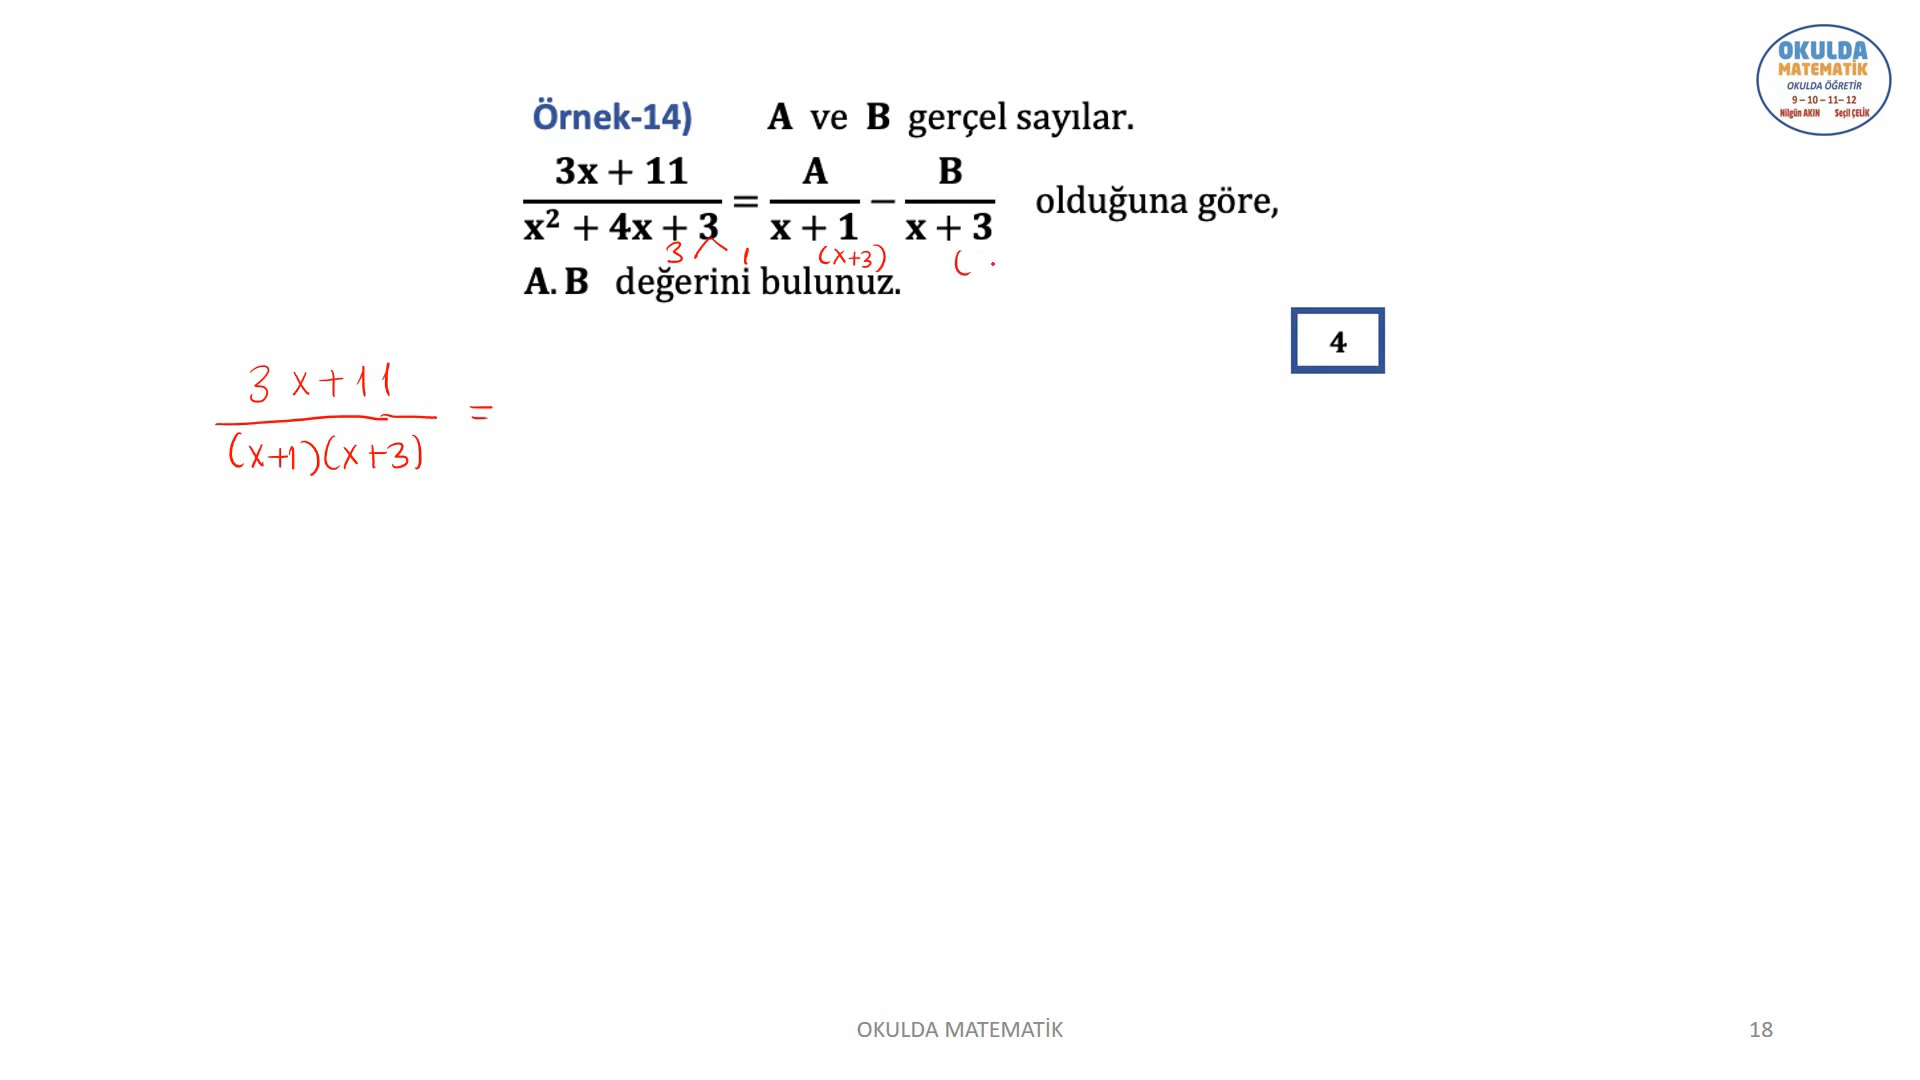 OKULDA
MATEMATİK
OKULDA ÖĞRETİR
9 – 10 – 11– 12
Nilgün AKIN Seçil ÇELİK
Örnek-14) A ve B gerçel sayılar.
3x + 11 A B
= − olduğuna göre,
x² + 4x + 3 x + 1 x + 3
3 1 (x+3) ( .
A. B değerini bulunuz.
4
3 x+11
=
(x+1)(x+3)
OKULDA MATEMATİK 18